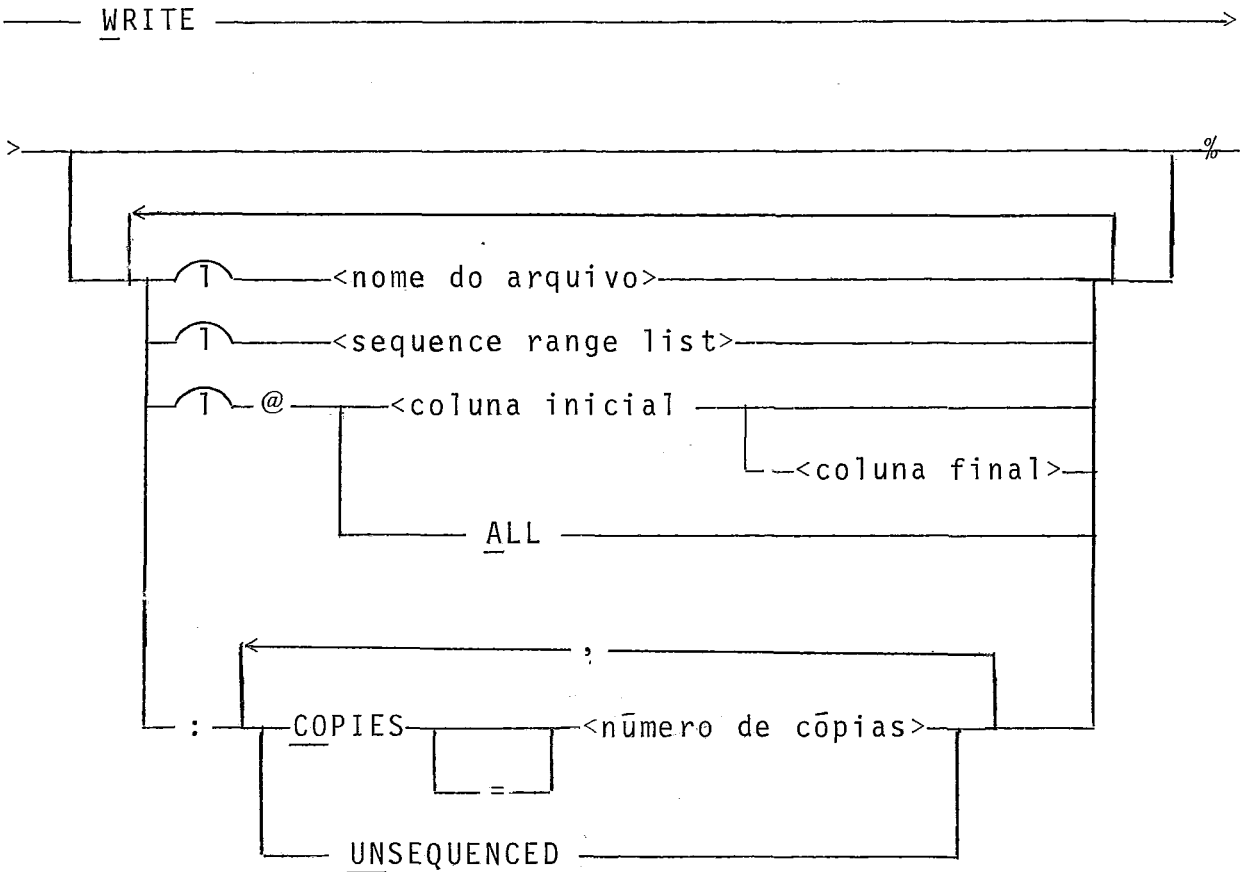 WRITE
%
1 <nome do arquivo>
1 <sequence range list>
1 @ <coluna inicial
- <coluna final>
ALL
,
: COPIES <número de cópias>
=
UNSEQUENCED